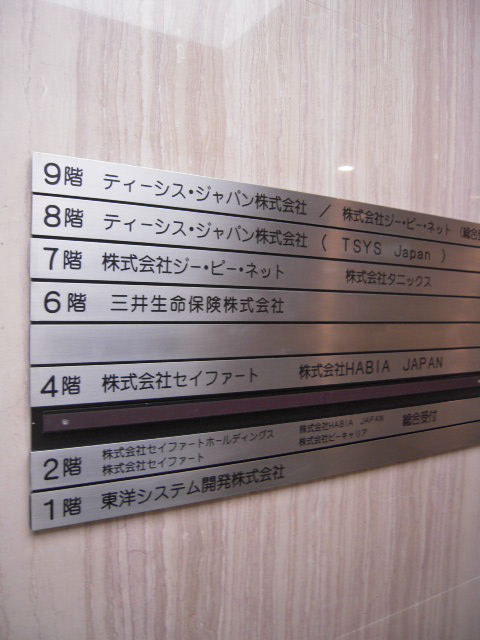 9階 ティーシス・ジャパン株式会社 / 株式会社ジー・ピー・ネット (総合
8階 ティーシス・ジャパン株式会社 ( TSYS Japan )
7階 株式会社ジー・ピー・ネット 株式会社タニックス
6階 三井生命保険株式会社
4階 株式会社セイファート 株式会社HABIA JAPAN
2階 株式会社セイファートホールディングス 株式会社HABIA JAPAN 総合受付
株式会社セイファート 株式会社ピーキャリア
1階 東洋システム開発株式会社